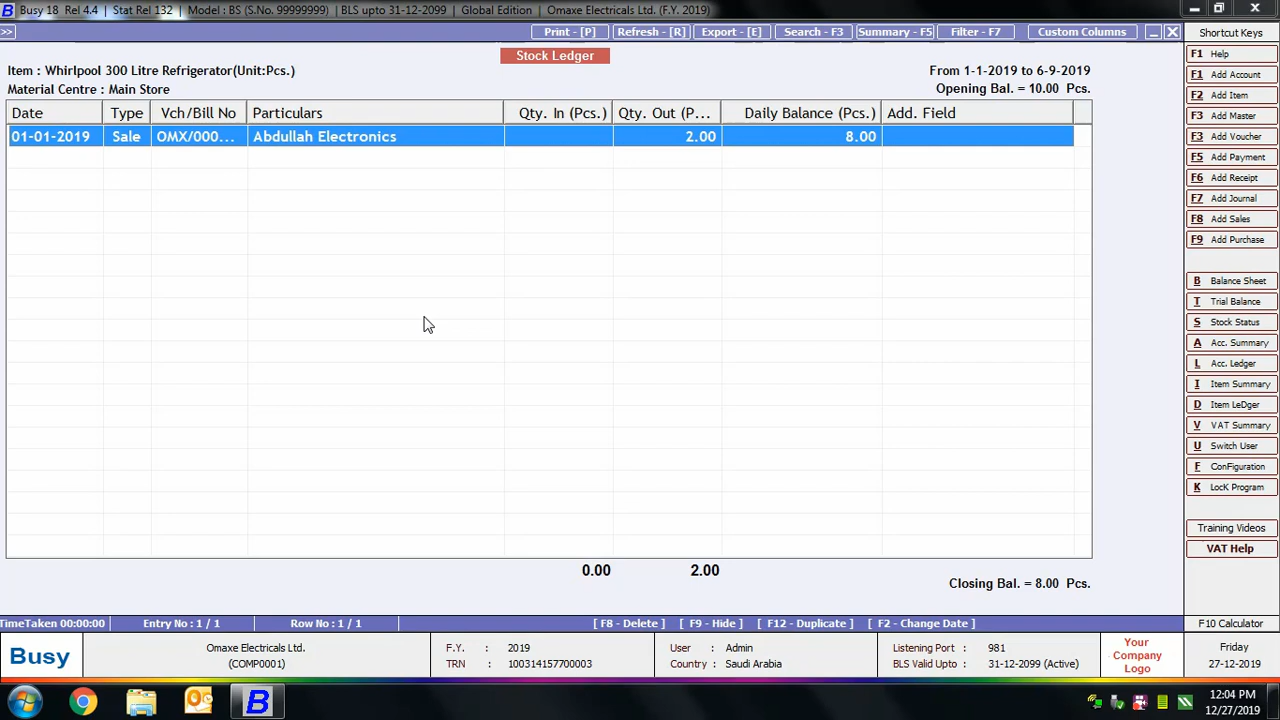 Busy 18 Rel 4.4 | Stat Rel 132 | Model : BS (S.No. 99999999) | BLS upto 31-12-2099 | Global Edition | Omaxe Electricals Ltd. (F.Y. 2019)
>> Print - [P] Refresh - [R] Export - [E] Search - F3 Summary - F5 Filter - F7 Custom Columns
Stock Ledger
Item : Whirlpool 300 Litre Refrigerator(Unit:Pcs.) From 1-1-2019 to 6-9-2019
Material Centre : Main Store Opening Bal. = 10.00 Pcs.
Date Type Vch/Bill No Particulars Qty. In (Pcs.) Qty. Out (P... Daily Balance (Pcs.) Add. Field
01-01-2019 Sale OMX/000... Abdullah Electronics 2.00 8.00
0.00 2.00
Closing Bal. = 8.00 Pcs.
TimeTaken 00:00:00 Entry No : 1 / 1 Row No : 1 / 1 [ F8 - Delete ] [ F9 - Hide ] [ F12 - Duplicate ] [ F2 - Change Date ]
Shortcut Keys
F1 Help
F1 Add Account
F2 Add Item
F3 Add Master
F3 Add Voucher
F5 Add Payment
F6 Add Receipt
F7 Add Journal
F8 Add Sales
F9 Add Purchase
B Balance Sheet
T Trial Balance
S Stock Status
A Acc. Summary
L Acc. Ledger
I Item Summary
D Item LeDger
V VAT Summary
U Switch User
F ConFiguration
K LocK Program
Training Videos
VAT Help
F10 Calculator
Busy
Omaxe Electricals Ltd.
(COMP0001)
F.Y. : 2019
TRN : 100314157700003
User : Admin
Country : Saudi Arabia
Listening Port : 981
BLS Valid Upto : 31-12-2099 (Active)
Your
Company
Logo
Friday
27-12-2019
B
12:04 PM
12/27/2019